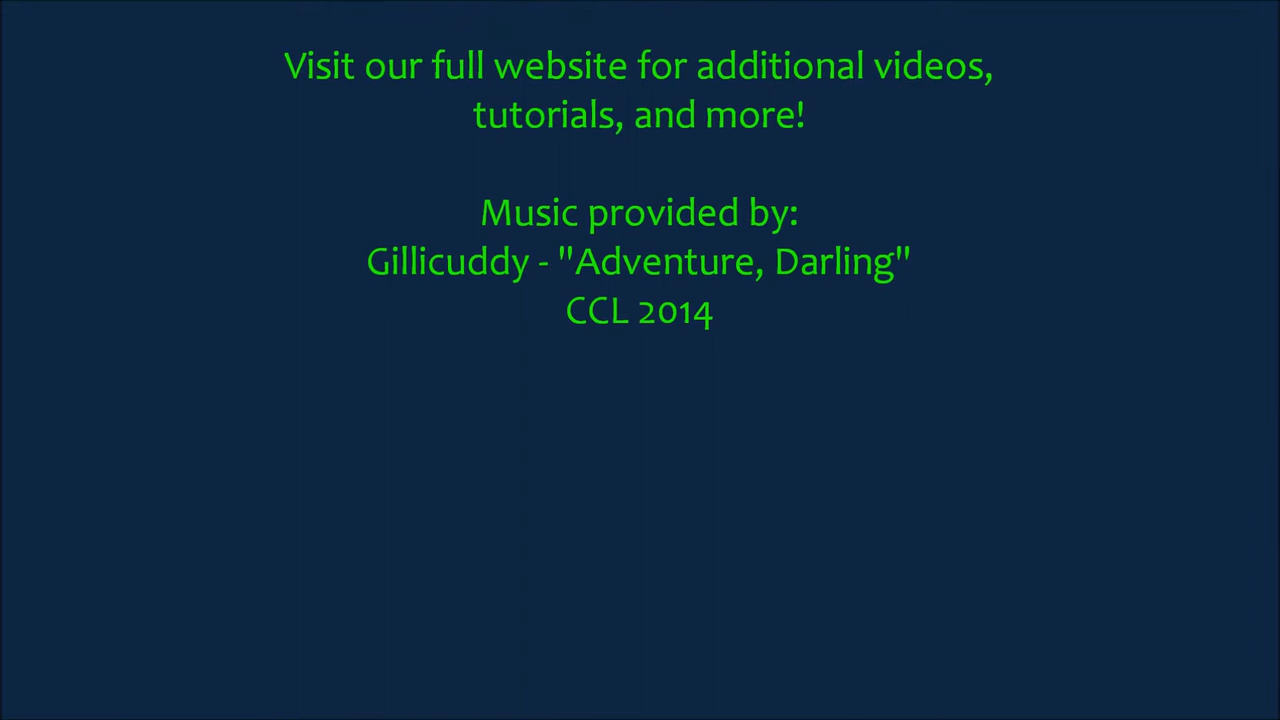 Visit our full website for additional videos,
tutorials, and more!
Music provided by:
Gillicuddy - "Adventure, Darling"
CCL 2014